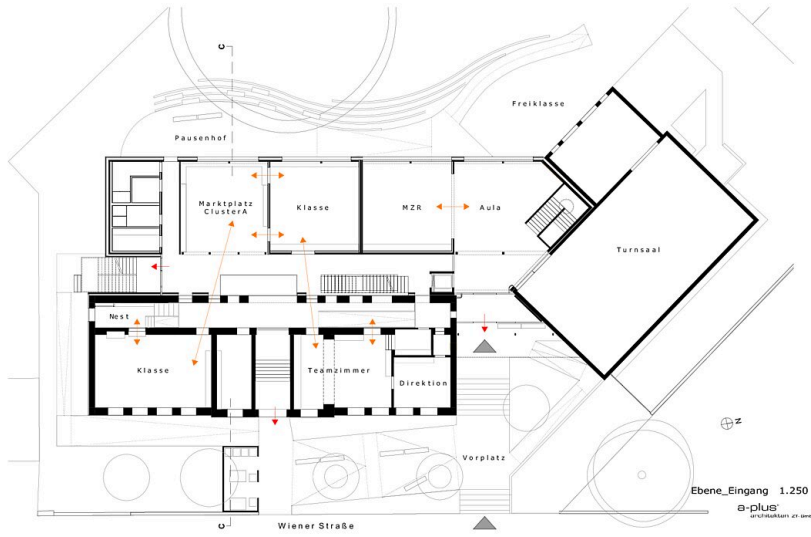 C
Freiklasse
Pausenhof
Marktplatz
ClusterA
Klasse
MZR
Aula
Turnsaal
Nest
Klasse
Teamzimmer
Direktion
N
Vorplatz
Ebene_Eingang 1.250
a-plus
architekten
C
Wiener Straße